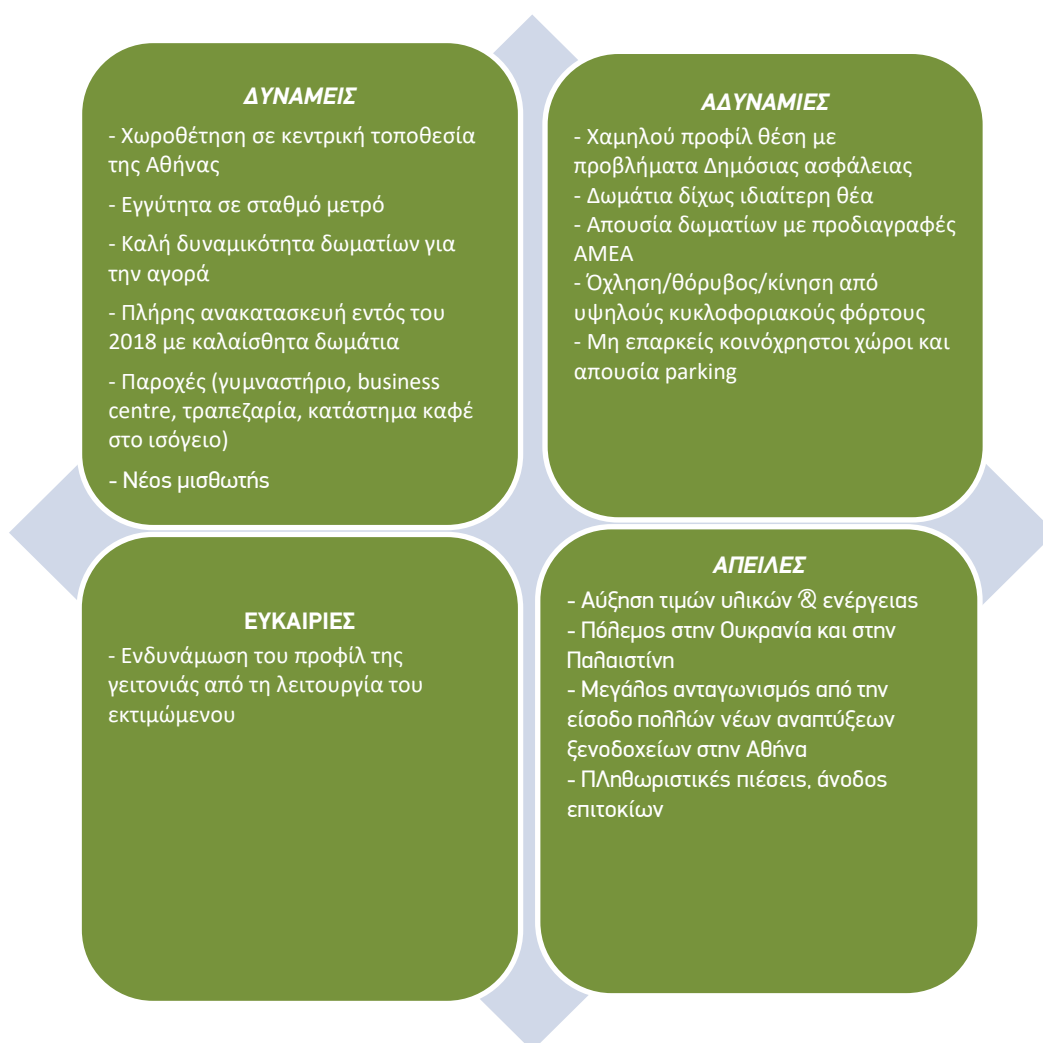 ΔΥΝΑΜΕΙΣ
- Χωροθέτηση σε κεντρική τοποθεσία
της Αθήνας
- Εγγύτητα σε σταθμό μετρό
- Καλή δυναμικότητα δωματίων για
την αγορά
- Πλήρης ανακατασκευή εντός του
2018 με καλαίσθητα δωμάτια
- Παροχές (γυμναστήριο, business
centre, τραπεζαρία, κατάστημα καφέ
στο ισόγειο)
- Νέος μισθωτής
ΑΔΥΝΑΜΙΕΣ
- Χαμηλού προφίλ θέση με
προβλήματα Δημόσιας ασφάλειας
- Δωμάτια δίχως ιδιαίτερη θέα
- Απουσία δωματίων με προδιαγραφές
ΑΜΕΑ
- Όχληση/θόρυβος/κίνηση από
υψηλούς κυκλοφοριακούς φόρτους
- Μη επαρκείς κοινόχρηστοι χώροι και
απουσία parking
ΕΥΚΑΙΡΙΕΣ
- Ενδυνάμωση του προφίλ της
γειτονιάς από τη λειτουργία του
εκτιμώμενου
ΑΠΕΙΛΕΣ
- Αύξηση τιμών υλικών & ενέργειας
- Πόλεμος στην Ουκρανία και στην
Παλαιστίνη
- Μεγάλος ανταγωνισμός από την
είσοδο πολλών νέων αναπτύξεων
ξενοδοχείων στην Αθήνα
- ΠΛηθωριστικές πιέσεις, άνοδος
επιτοκίων